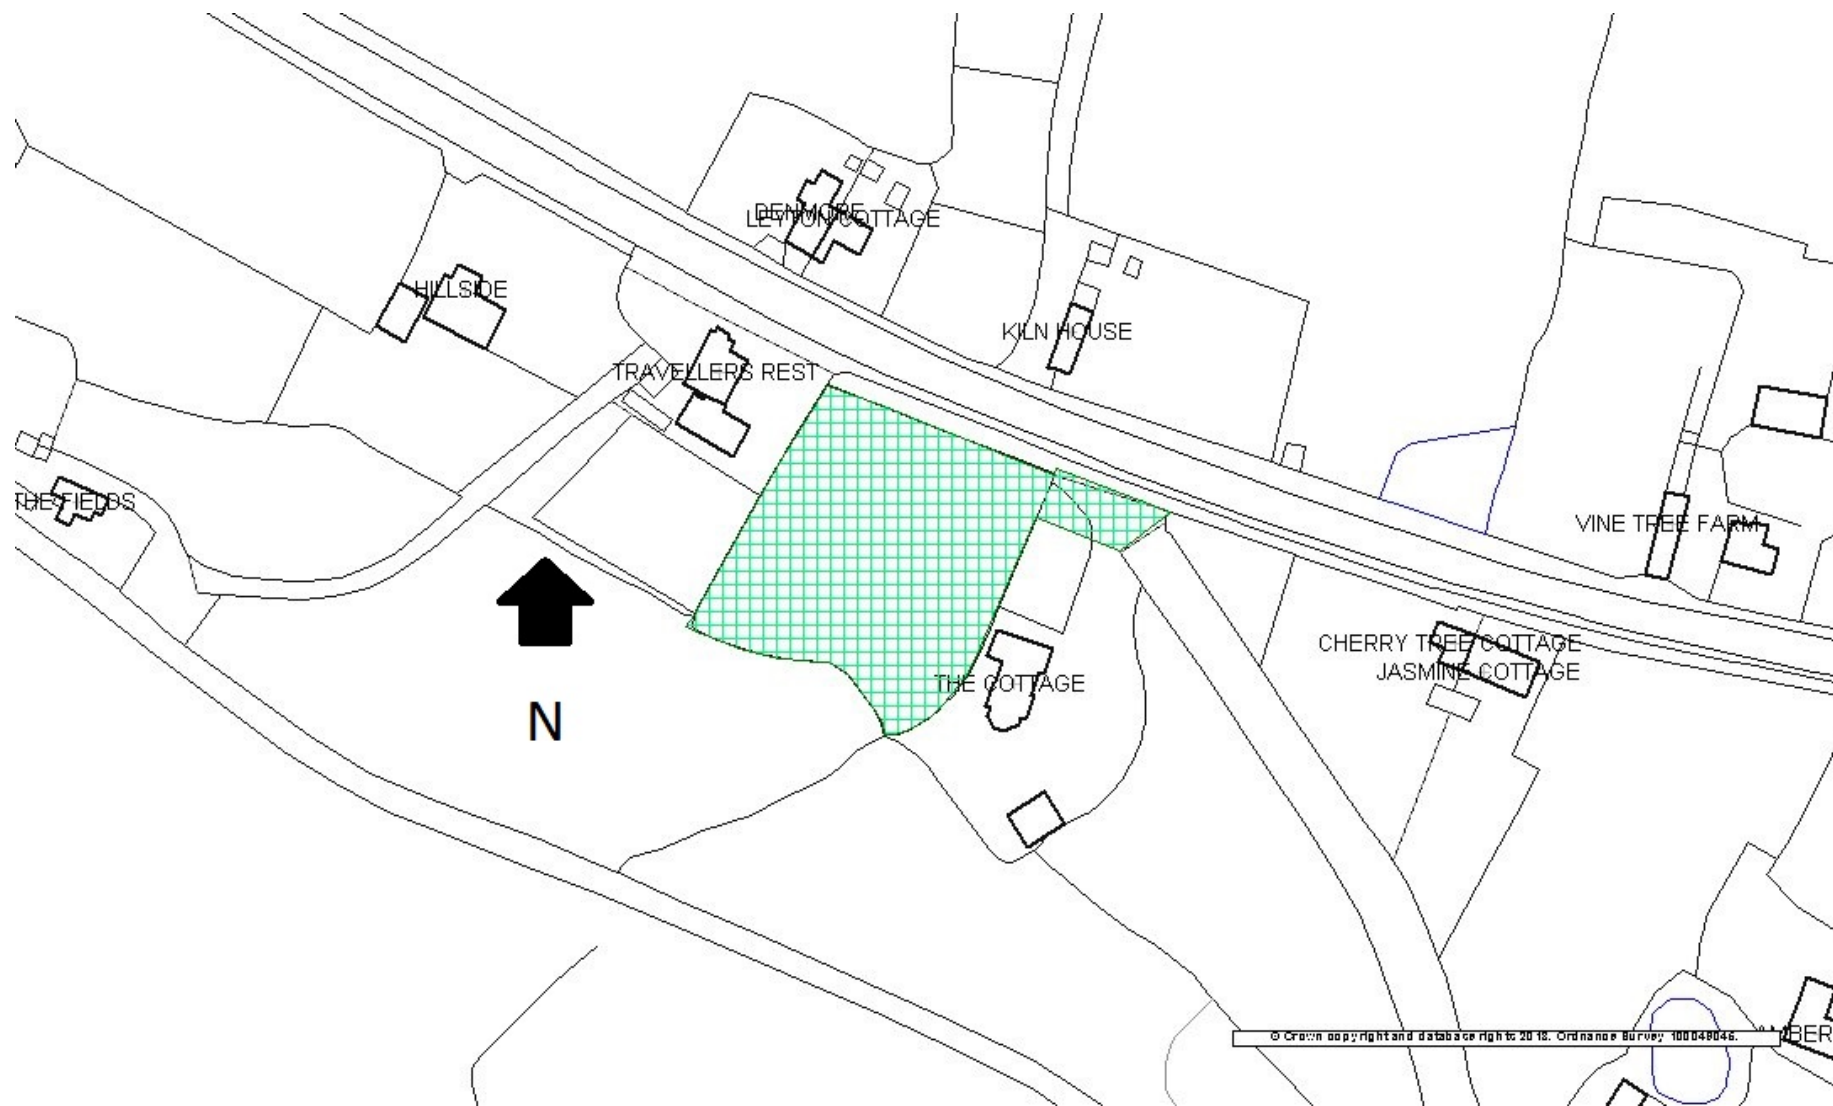 DENMORE
LEYTON COTTAGE
HILLSIDE
KILN HOUSE
TRAVELLERS REST
THE FIELDS
VINE TREE FARM
CHERRY TREE COTTAGE
JASMINE COTTAGE
THE COTTAGE
N
© Crown copyright and database rights 2018. Ordnance Survey 100049046.